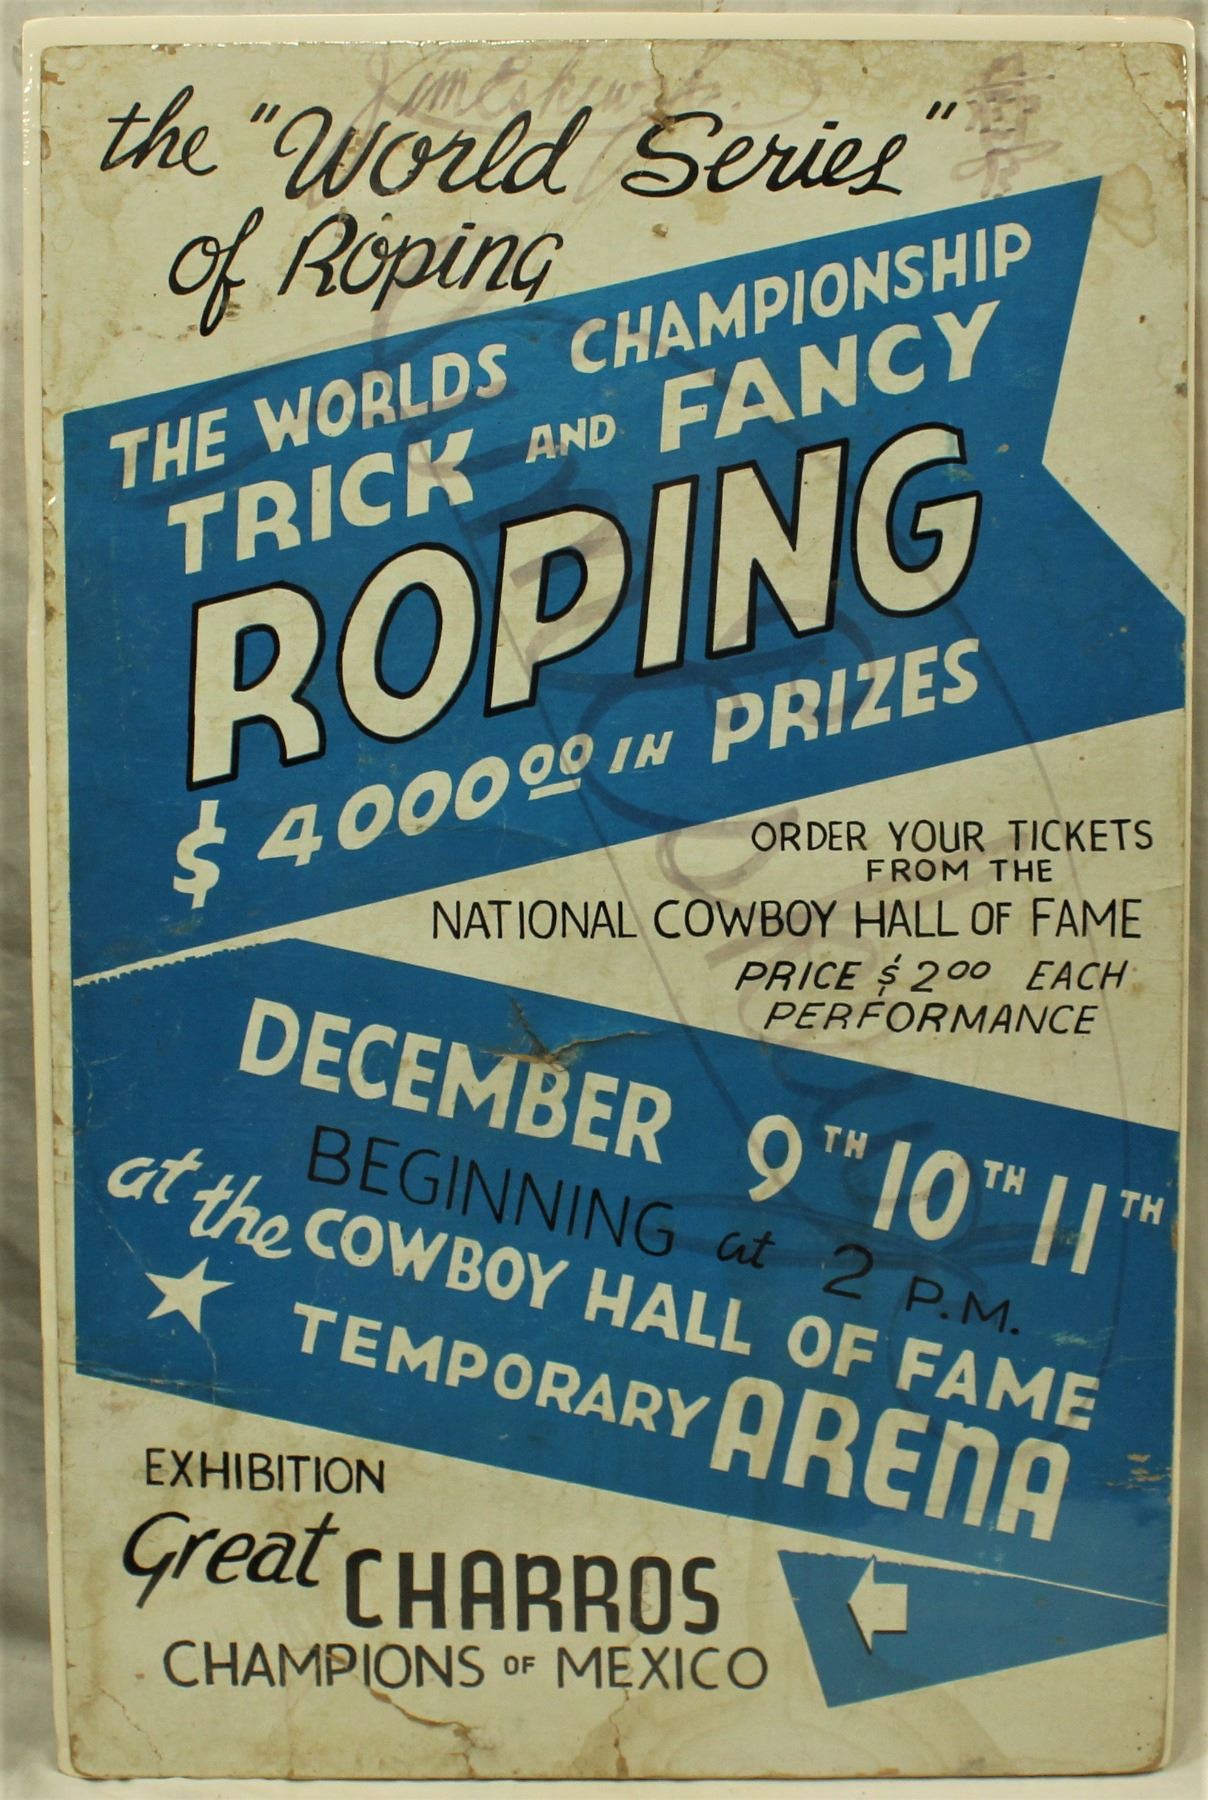 the "World Series"
of Roping
THE WORLDS CHAMPIONSHIP
TRICK AND FANCY
ROPING
$4000.00 IN PRIZES
ORDER YOUR TICKETS
FROM THE
NATIONAL COWBOY HALL OF FAME
PRICE $2.00 EACH
PERFORMANCE
DECEMBER 9TH 10TH 11TH
BEGINNING at 2 P.M.
at the COWBOY HALL OF FAME
TEMPORARY ARENA
EXHIBITION
Great CHARROS
CHAMPIONS OF MEXICO